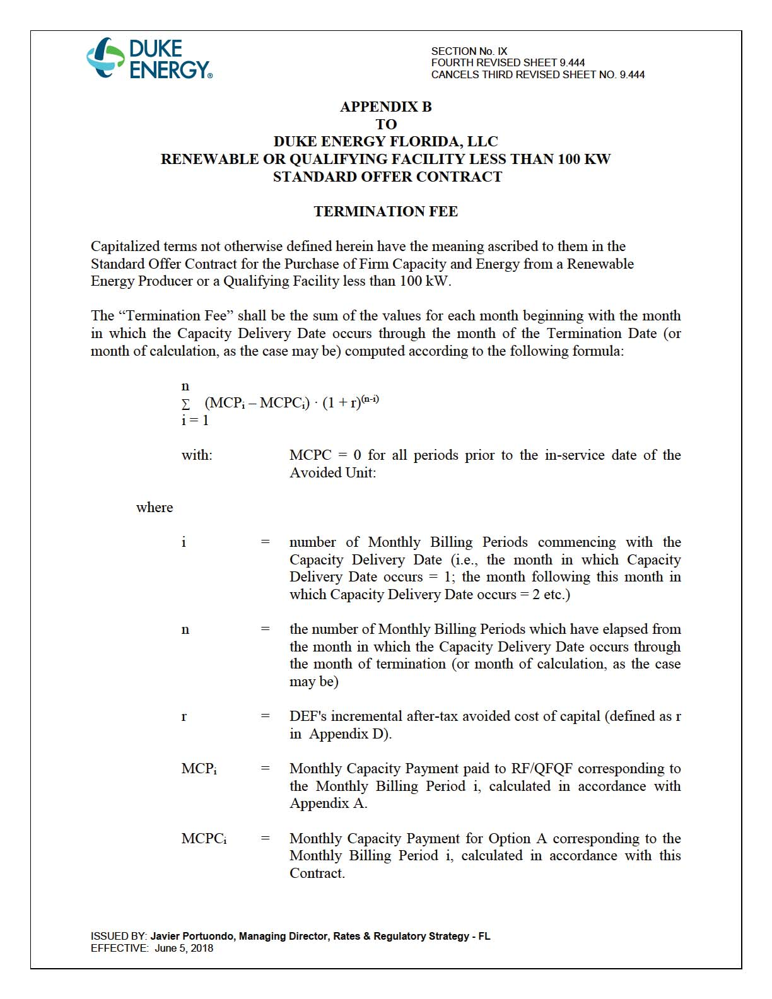 DUKE
ENERGY®
SECTION No. IX
FOURTH REVISED SHEET 9.444
CANCELS THIRD REVISED SHEET NO. 9.444
APPENDIX B
TO
DUKE ENERGY FLORIDA, LLC
RENEWABLE OR QUALIFYING FACILITY LESS THAN 100 KW
STANDARD OFFER CONTRACT
TERMINATION FEE
Capitalized terms not otherwise defined herein have the meaning ascribed to them in the
Standard Offer Contract for the Purchase of Firm Capacity and Energy from a Renewable
Energy Producer or a Qualifying Facility less than 100 kW.
The “Termination Fee” shall be the sum of the values for each month beginning with the month
in which the Capacity Delivery Date occurs through the month of the Termination Date (or
month of calculation, as the case may be) computed according to the following formula:
n
∑ (MCPᵢ – MCPCᵢ) · (1 + r)⁽ⁿ⁻ⁱ⁾
i = 1
with: MCPC = 0 for all periods prior to the in-service date of the
Avoided Unit:
where
i = number of Monthly Billing Periods commencing with the
Capacity Delivery Date (i.e., the month in which Capacity
Delivery Date occurs = 1; the month following this month in
which Capacity Delivery Date occurs = 2 etc.)
n = the number of Monthly Billing Periods which have elapsed from
the month in which the Capacity Delivery Date occurs through
the month of termination (or month of calculation, as the case
may be)
r = DEF's incremental after-tax avoided cost of capital (defined as r
in Appendix D).
MCPᵢ = Monthly Capacity Payment paid to RF/QFQF corresponding to
the Monthly Billing Period i, calculated in accordance with
Appendix A.
MCPCᵢ = Monthly Capacity Payment for Option A corresponding to the
Monthly Billing Period i, calculated in accordance with this
Contract.
ISSUED BY: Javier Portuondo, Managing Director, Rates & Regulatory Strategy - FL
EFFECTIVE: June 5, 2018